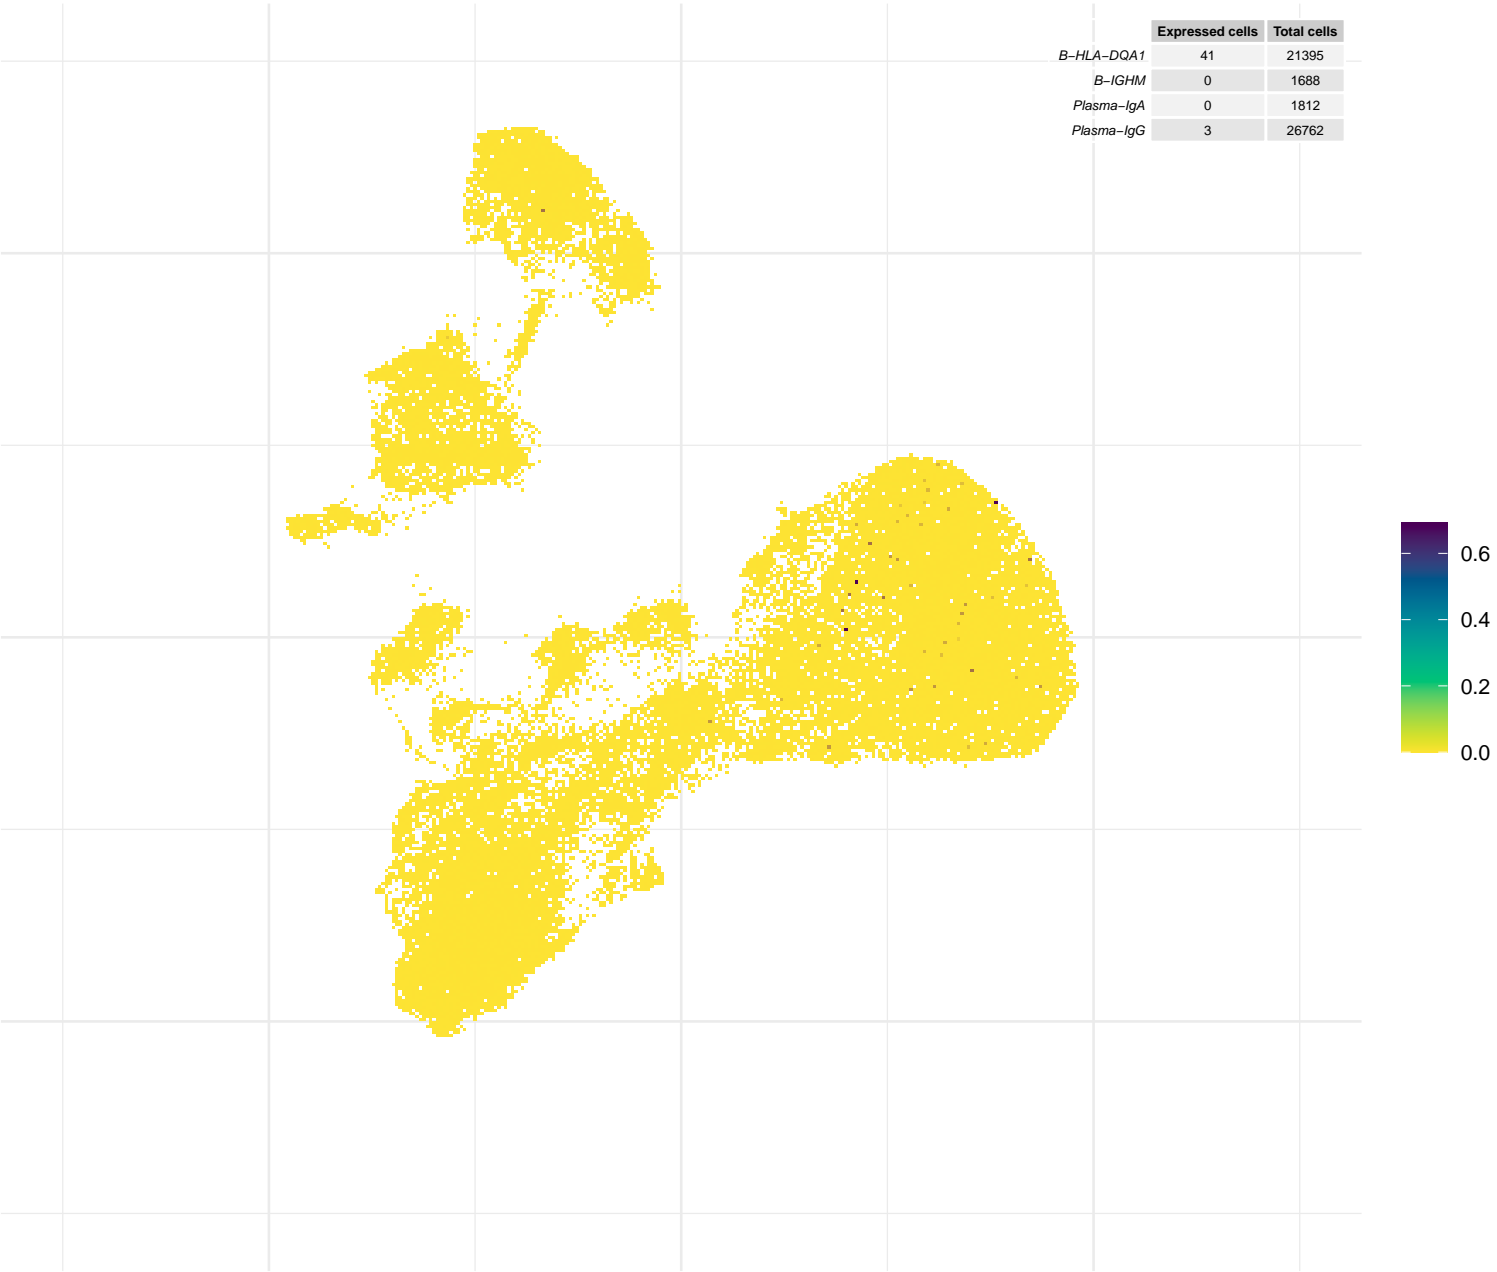 Expressed cells Total cells
B−HLA−DQA1 41 21395
B−IGHM 0 1688
Plasma−IgA 0 1812
Plasma−IgG 3 26762
0.6
0.4
0.2
0.0